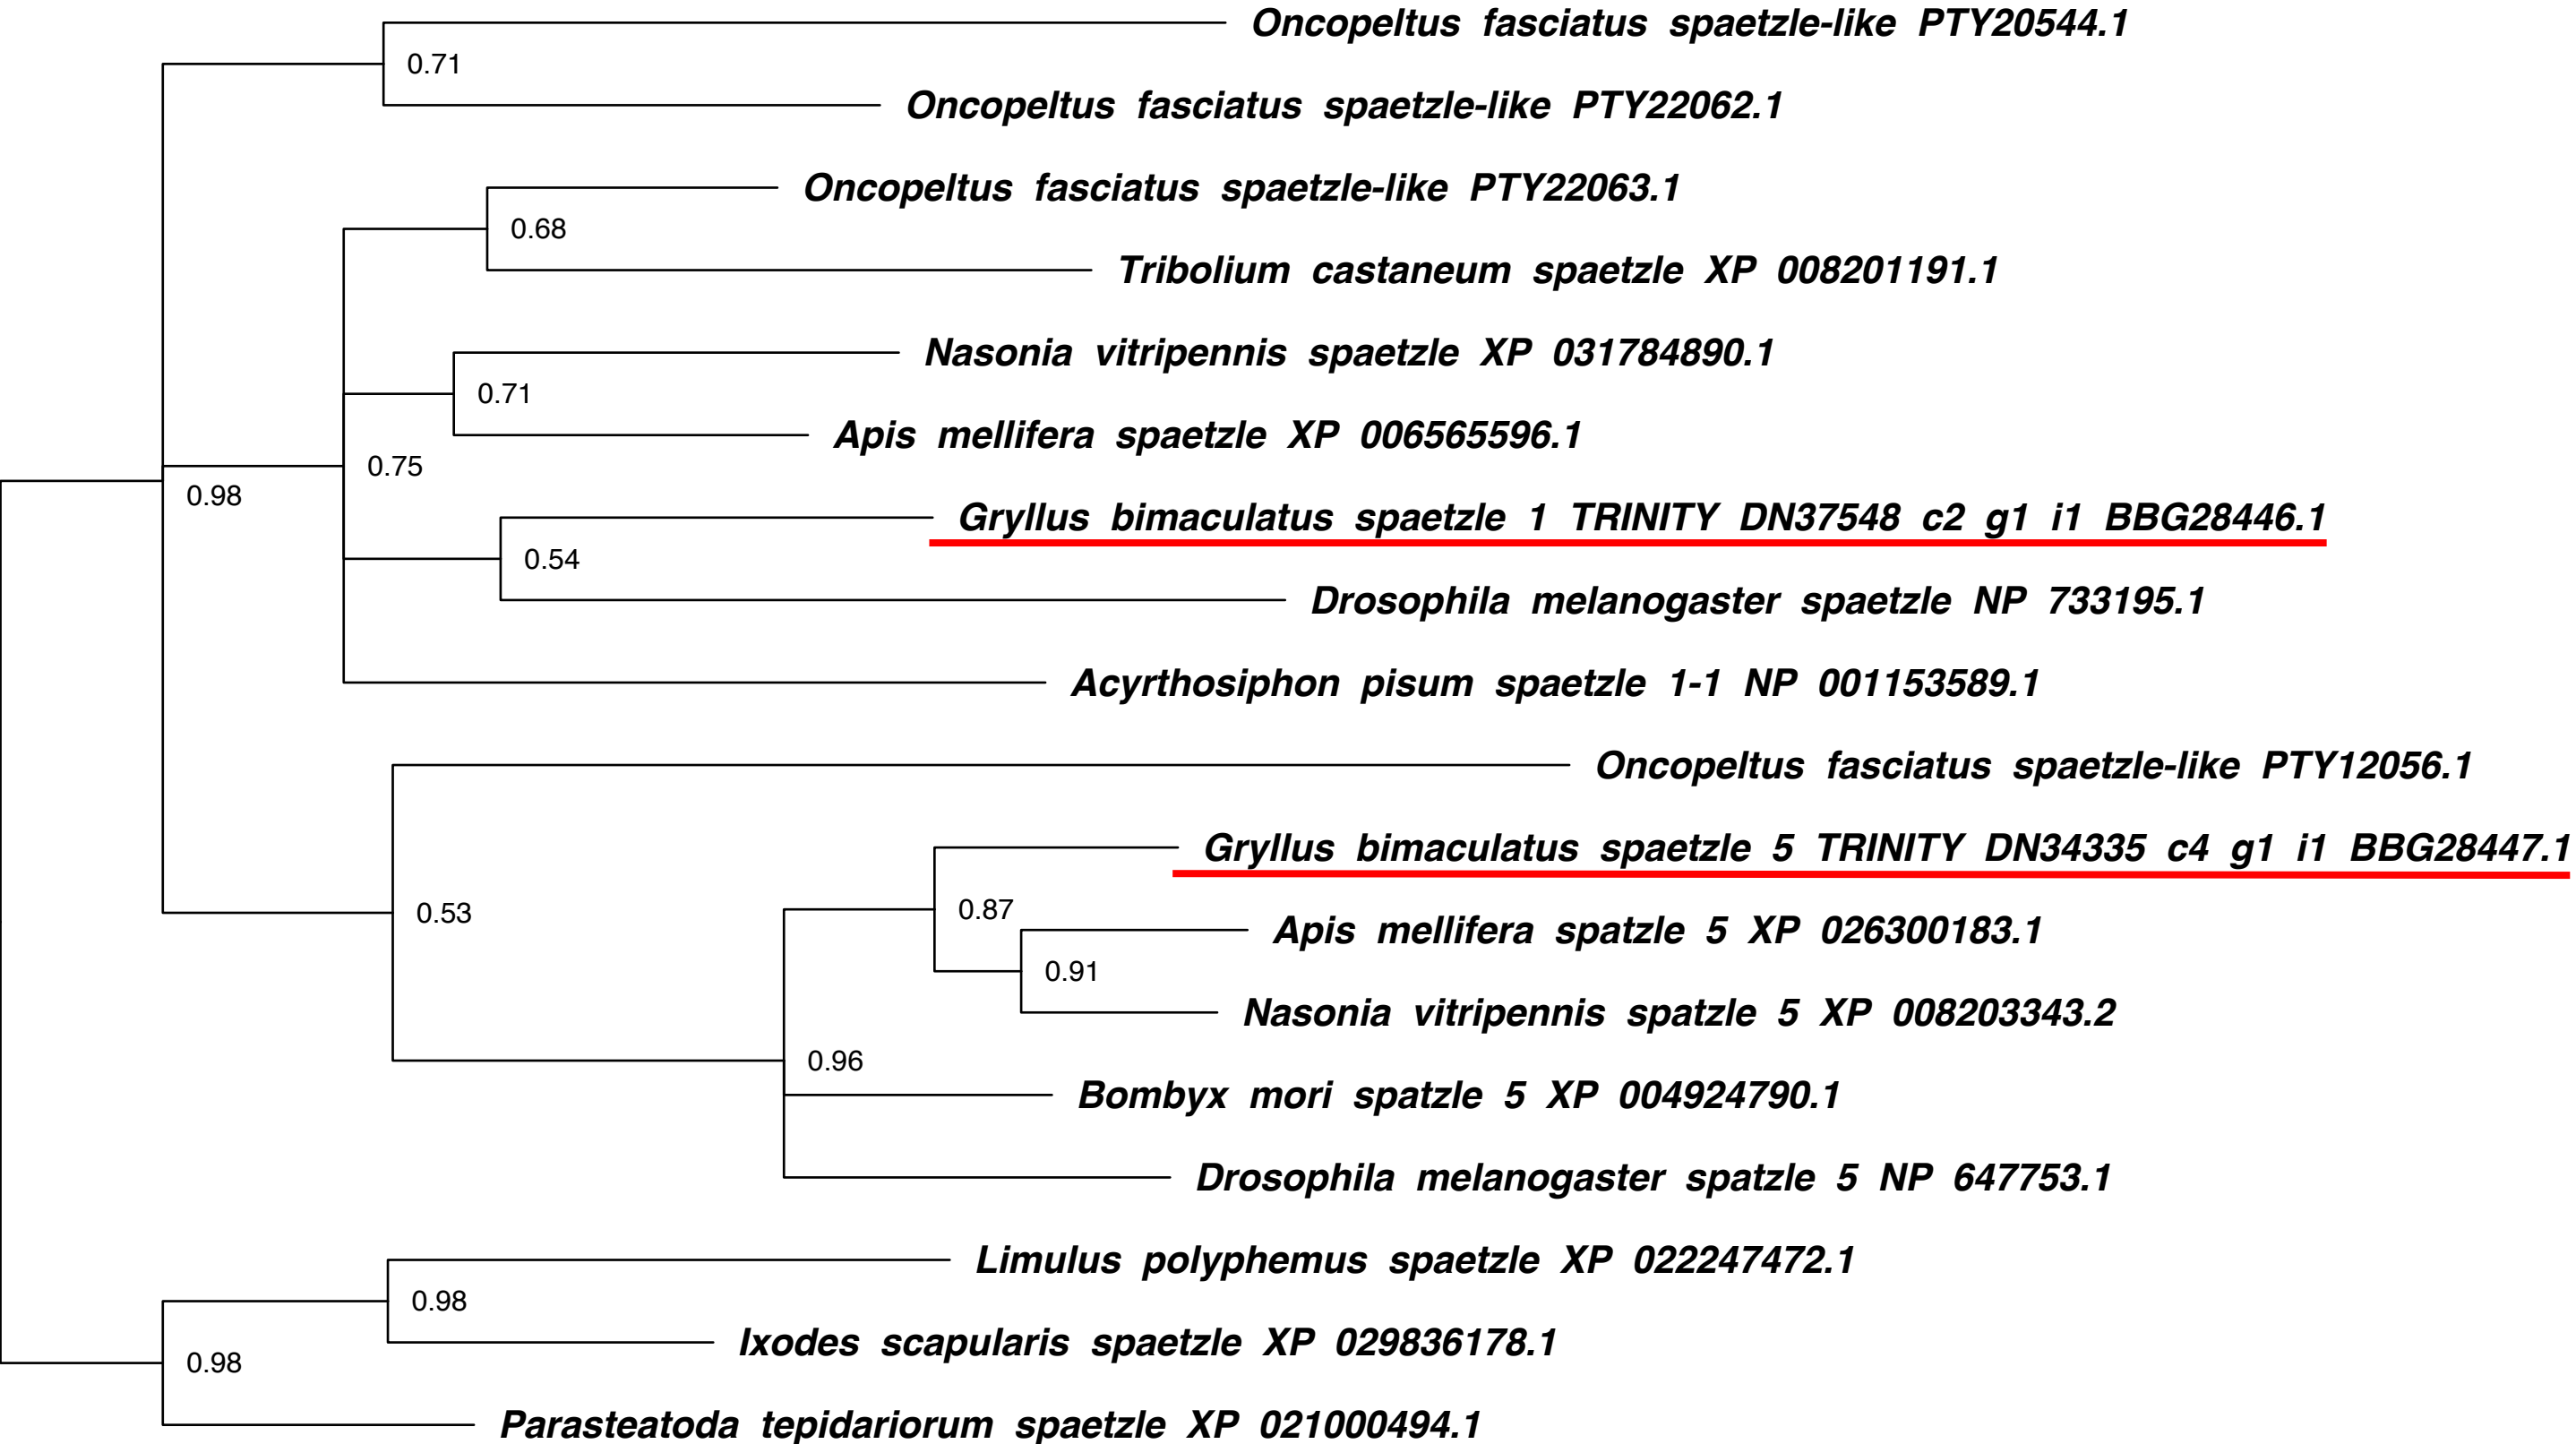 Oncopeltus fasciatus spaetzle-like PTY20544.1
0.71
Oncopeltus fasciatus spaetzle-like PTY22062.1
Oncopeltus fasciatus spaetzle-like PTY22063.1
0.68
Tribolium castaneum spaetzle XP 008201191.1
Nasonia vitripennis spaetzle XP 031784890.1
0.71
Apis mellifera spaetzle XP 006565596.1
0.75
0.98
Gryllus bimaculatus spaetzle 1 TRINITY DN37548 c2 g1 i1 BBG28446.1
0.54
Drosophila melanogaster spaetzle NP 733195.1
Acyrthosiphon pisum spaetzle 1-1 NP 001153589.1
Oncopeltus fasciatus spaetzle-like PTY12056.1
Gryllus bimaculatus spaetzle 5 TRINITY DN34335 c4 g1 i1 BBG28447.1
0.87
0.53
Apis mellifera spatzle 5 XP 026300183.1
0.91
Nasonia vitripennis spatzle 5 XP 008203343.2
0.96
Bombyx mori spatzle 5 XP 004924790.1
Drosophila melanogaster spatzle 5 NP 647753.1
Limulus polyphemus spaetzle XP 022247472.1
0.98
Ixodes scapularis spaetzle XP 029836178.1
0.98
Parasteatoda tepidariorum spaetzle XP 021000494.1